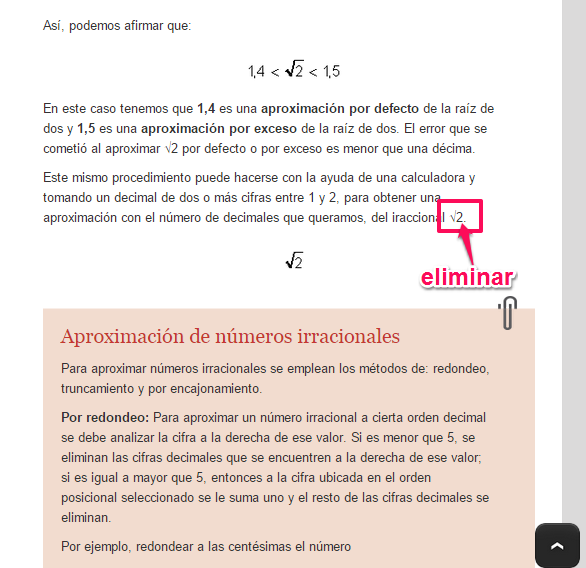 Así, podemos afirmar que:
1,4 < √2 < 1,5
En este caso tenemos que 1,4 es una aproximación por defecto de la raíz de
dos y 1,5 es una aproximación por exceso de la raíz de dos. El error que se
cometió al aproximar √2 por defecto o por exceso es menor que una décima.
Este mismo procedimiento puede hacerse con la ayuda de una calculadora y
tomando un decimal de dos o más cifras entre 1 y 2, para obtener una
aproximación con el número de decimales que queramos, del iraccional √2.
√2
eliminar
Aproximación de números irracionales
Para aproximar números irracionales se emplean los métodos de: redondeo,
truncamiento y por encajonamiento.
Por redondeo: Para aproximar un número irracional a cierta orden decimal
se debe analizar la cifra a la derecha de ese valor. Si es menor que 5, se
eliminan las cifras decimales que se encuentren a la derecha de ese valor;
si es igual a mayor que 5, entonces a la cifra ubicada en el orden
posicional seleccionado se le suma uno y el resto de las cifras decimales se
eliminan.
Por ejemplo, redondear a las centésimas el número